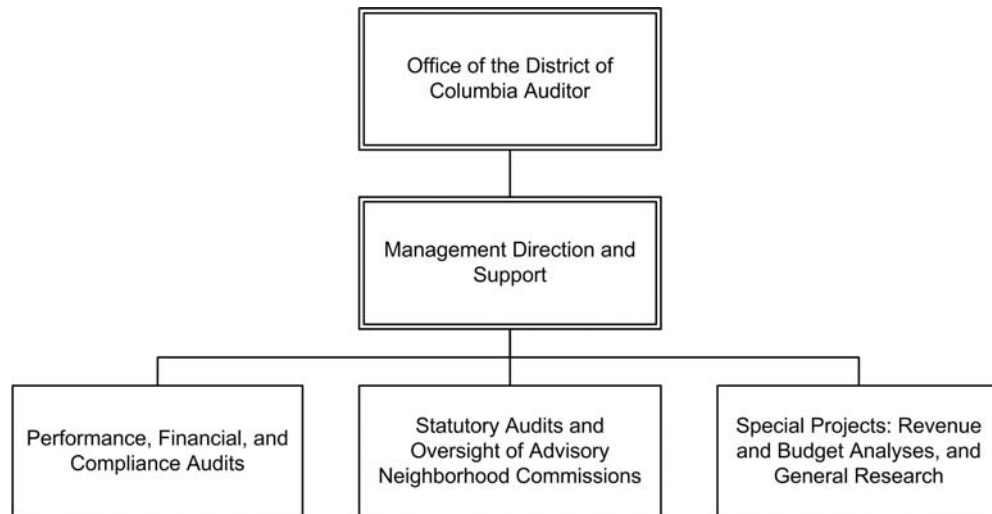 Office of the District of
Columbia Auditor
Management Direction and
Support
Performance, Financial, and
Compliance Audits
Statutory Audits and
Oversight of Advisory
Neighborhood Commissions
Special Projects: Revenue
and Budget Analyses, and
General Research